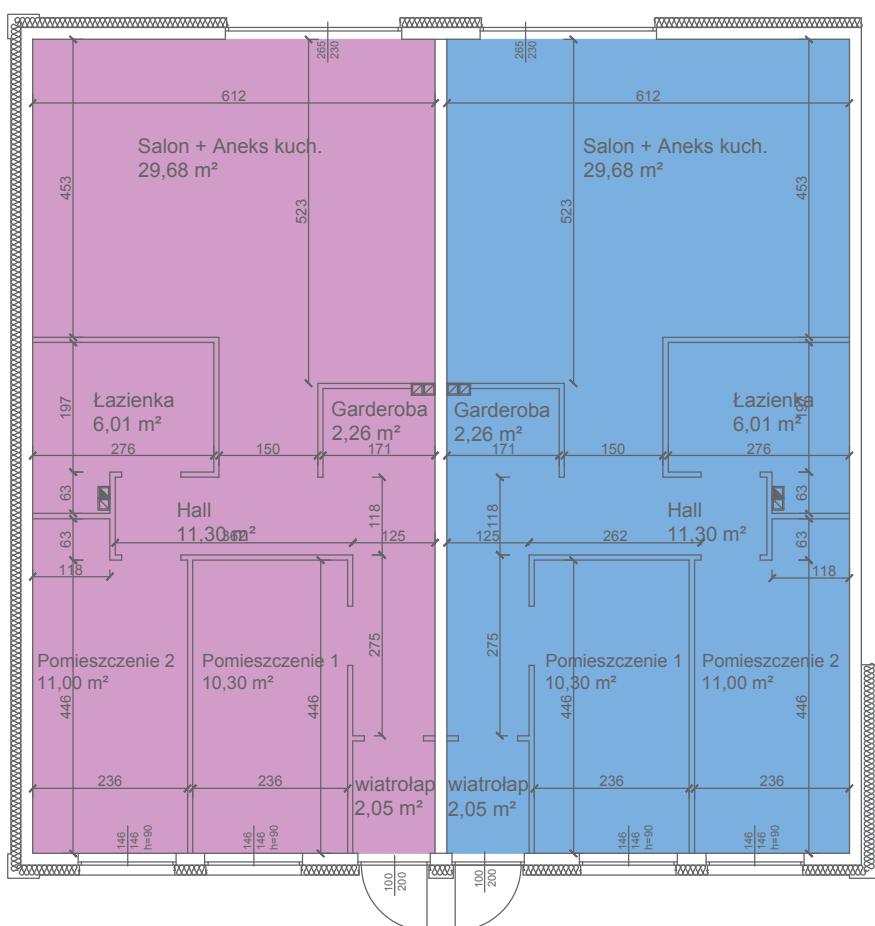 265
230
265
230
612
612
Salon + Aneks kuch.
29,68 m²
Salon + Aneks kuch.
29,68 m²
453
523
523
453
197
Łazienka
6,01 m²
Garderoba
2,26 m²
Garderoba
2,26 m²
Łazienka
6,01 m²
276
150
171
171
150
276
63
Hall
11,30 m²
118
118
Hall
11,30 m²
63
63
125
125
262
63
118
118
275
275
Pomieszczenie 2
11,00 m²
Pomieszczenie 1
10,30 m²
Pomieszczenie 1
10,30 m²
Pomieszczenie 2
11,00 m²
446
446
446
446
236
236
wiatrołap
2,05 m²
wiatrołap
2,05 m²
236
236
146
146
h=90
146
146
h=90
146
146
h=90
146
146
h=90
100
200
100
200